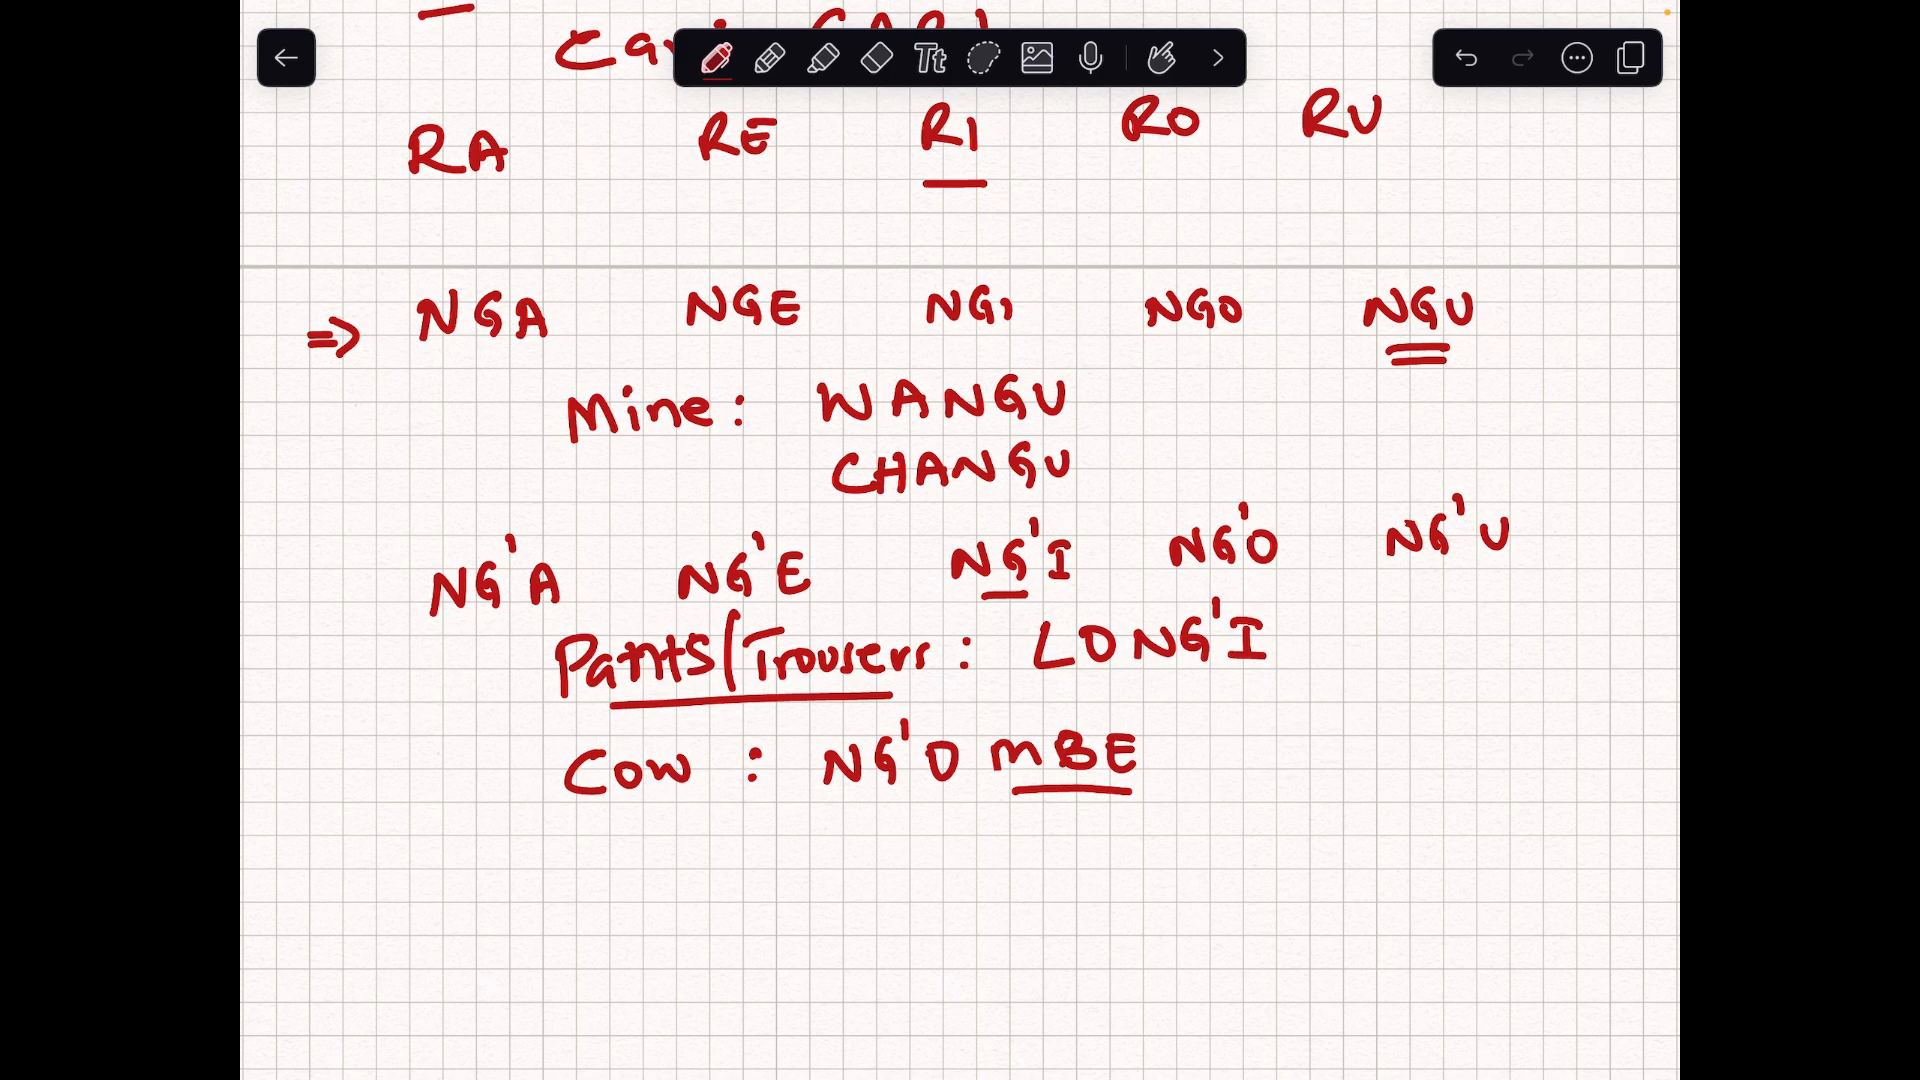 Tt
RA RE RI RO RU
⇒ NGA NGE NGI NGO NGU
Mine: WANGU
CHANGU
NG'A NG'E NG'I NG'O NG'U
Pants/Trousers: LONG'I
Cow: NG'OMBE